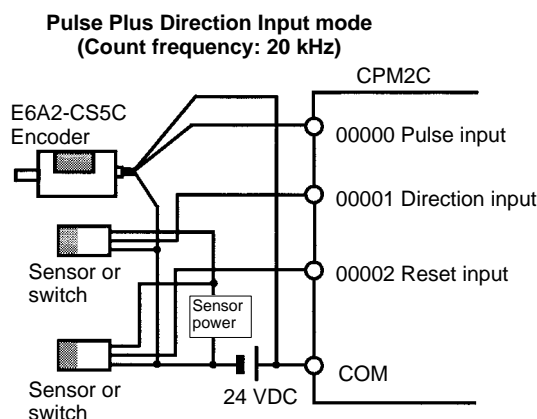 Pulse Plus Direction Input mode
(Count frequency: 20 kHz)
CPM2C
E6A2-CS5C
Encoder
00000 Pulse input
00001 Direction input
Sensor or
switch
00002 Reset input
Sensor
power
COM
24 VDC
Sensor or
switch